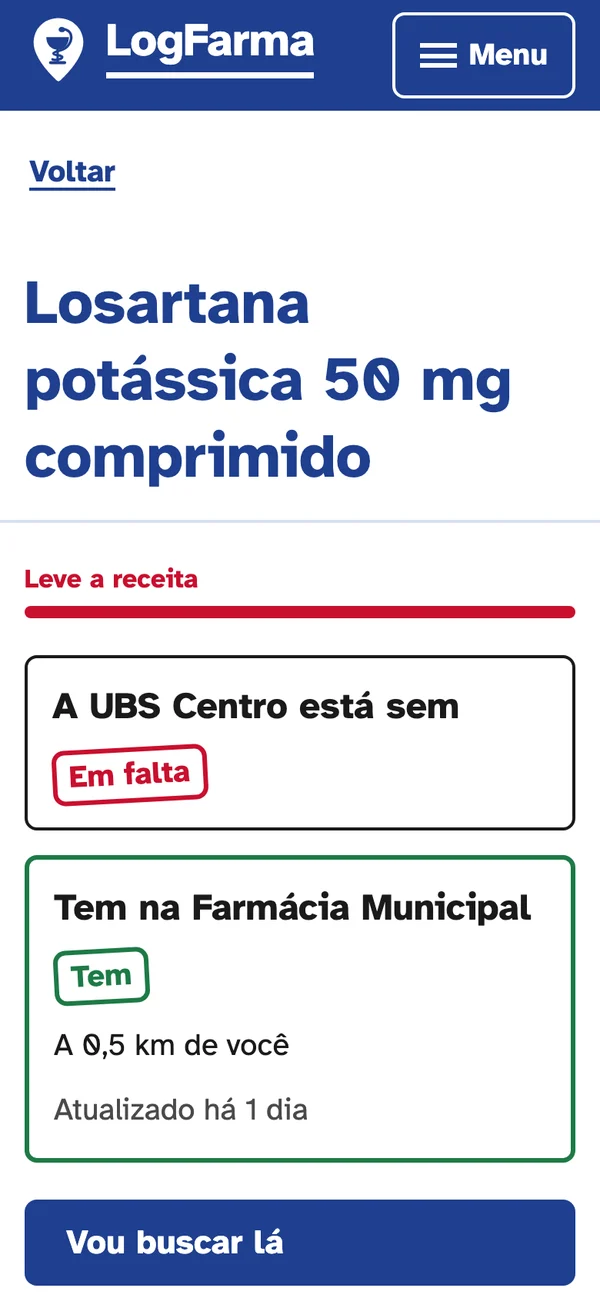 LogFarma
Menu
Voltar
Losartana
potássica 50 mg
comprimido
Leve a receita
A UBS Centro está sem
Em falta
Tem na Farmácia Municipal
Tem
A 0,5 km de você
Atualizado há 1 dia
Vou buscar lá